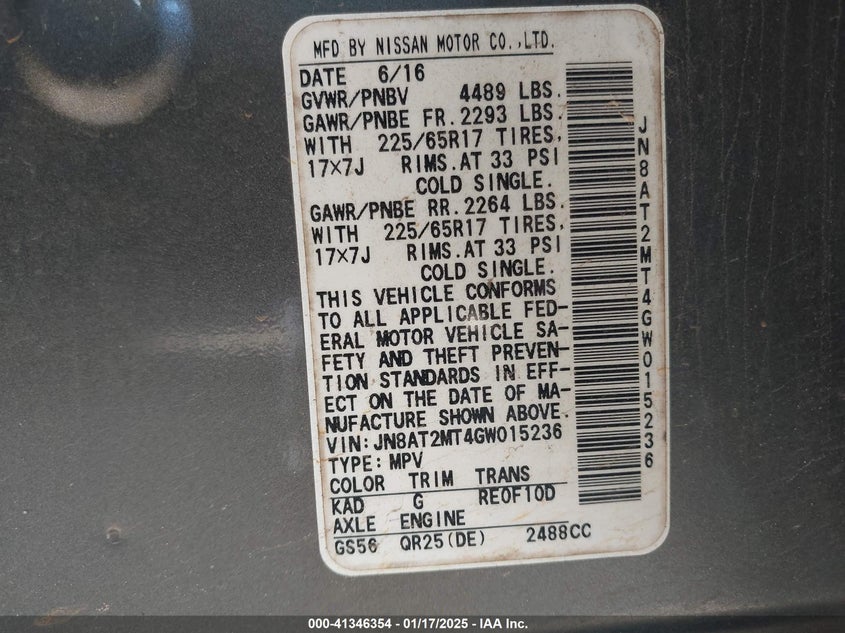 MFD BY NISSAN MOTOR CO.,LTD.
DATE 6/16
GVWR/PNBV 4489 LBS.
GAWR/PNBE FR.2293 LBS.
WITH 225/65R17 TIRES,
17×7J RIMS.AT 33 PSI
COLD SINGLE.
GAWR/PNBE RR.2264 LBS.
WITH 225/65R17 TIRES,
17×7J RIMS.AT 33 PSI
COLD SINGLE.
THIS VEHICLE CONFORMS
TO ALL APPLICABLE FED-
ERAL MOTOR VEHICLE SA-
FETY AND THEFT PREVEN-
TION STANDARDS IN EFF-
ECT ON THE DATE OF MA-
NUFACTURE SHOWN ABOVE.
VIN:JN8AT2MT4GW015236
TYPE:MPV
COLOR TRIM TRANS
KAD G RE0F10D
AXLE ENGINE
GS56 QR25(DE) 2488CC
JN8AT2MT4GW015236
000-41346354 — 01/17/2025 — IAA Inc.